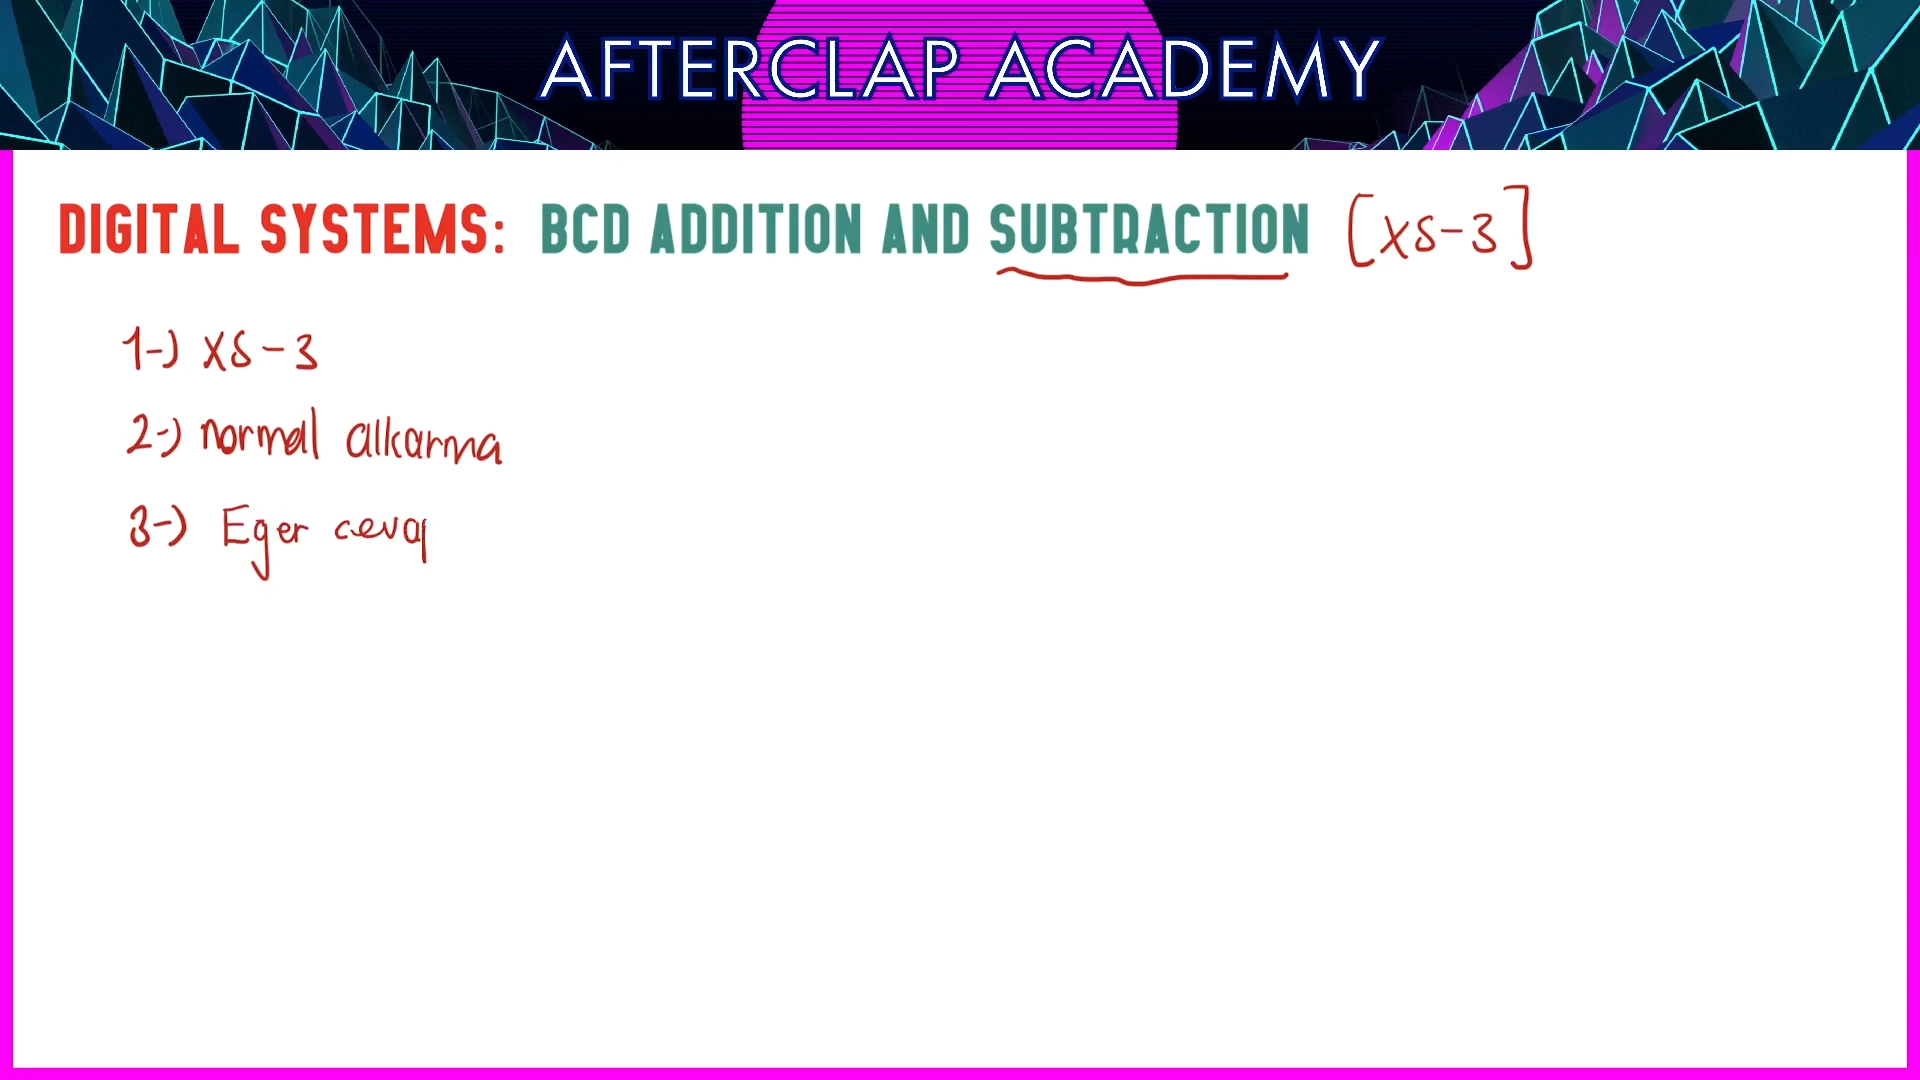 AFTERCLAP ACADEMY
DIGITAL SYSTEMS: BCD ADDITION AND SUBTRACTION [XS-3]
1-) XS-3
2-) normal alkarma
3-) Eger cevap